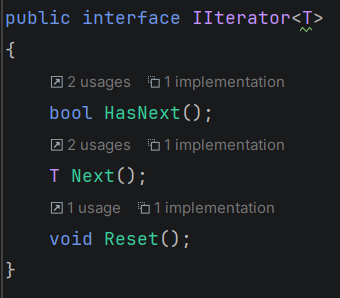 public interface IIterator<T>
{
2 usages 1 implementation
bool HasNext();
2 usages 1 implementation
T Next();
1 usage 1 implementation
void Reset();
}